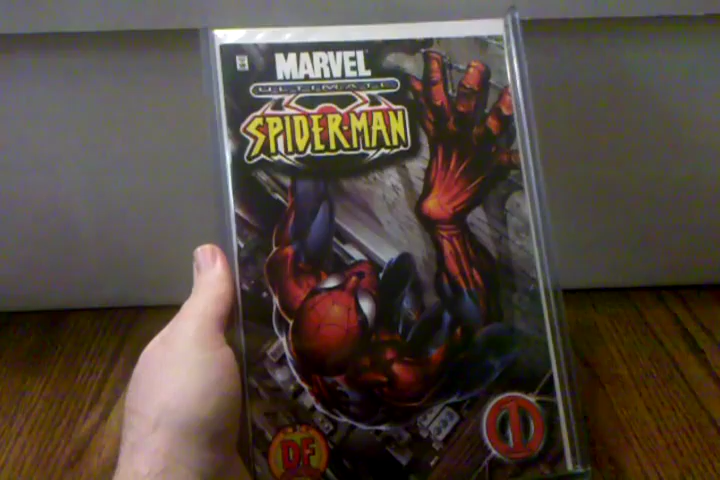 MARVEL
ULTIMATE
SPIDER-MAN
DF
1